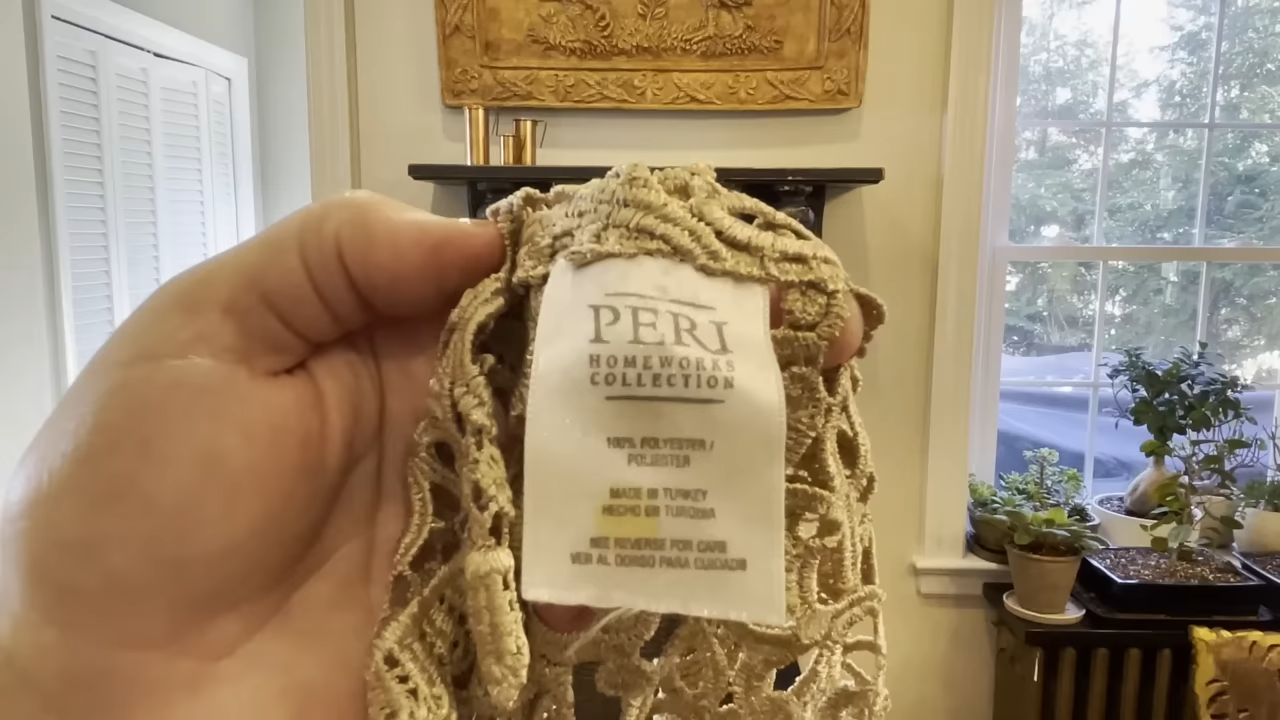 PERI
HOMEWORKS
COLLECTION
100% POLYESTER /
POLIESTER
MADE IN TURKEY
HECHO EN TURQUIA
SEE REVERSE FOR CARE
VER AL DORSO PARA CUIDADO